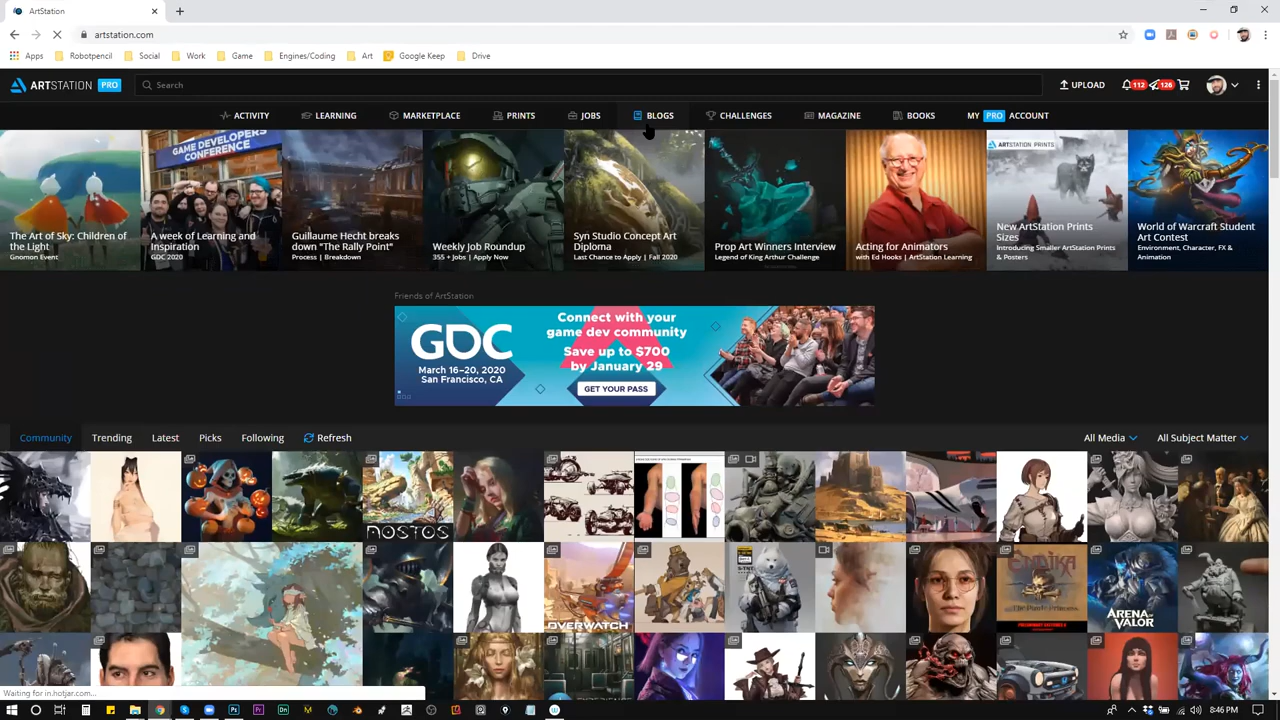 ArtStation
artstation.com
Apps Robotpencil Social Work Game Engines/Coding Art Google Keep Drive
ARTSTATION PRO Search UPLOAD 112 126
ACTIVITY LEARNING MARKETPLACE PRINTS JOBS BLOGS CHALLENGES MAGAZINE BOOKS MY PRO ACCOUNT
The Art of Sky: Children of
the Light
Gnomon Event
GAME DEVELOPERS
CONFERENCE
A week of Learning and
Inspiration
GDC 2020
Guillaume Hecht breaks
down "The Rally Point"
Process | Breakdown
Weekly Job Roundup
355 + Jobs | Apply Now
Syn Studio Concept Art
Diploma
Last Chance to Apply | Fall 2020
Prop Art Winners Interview
Legend of King Arthur Challenge
Acting for Animators
with Ed Hooks | ArtStation Learning
ARTSTATION PRINTS
New ArtStation Prints
Sizes
Introducing Smaller ArtStation Prints
& Posters
World of Warcraft Student
Art Contest
Environment, Character, FX &
Animation
Friends of ArtStation
GDC
March 16–20, 2020
San Francisco, CA
Connect with your
game dev community
Save up to $700
by January 29
GET YOUR PASS
Community Trending Latest Picks Following Refresh All Media All Subject Matter
NOSTOS
OVERWATCH
ARENA OF
VALOR
Waiting for in.hotjar.com...
8:46 PM